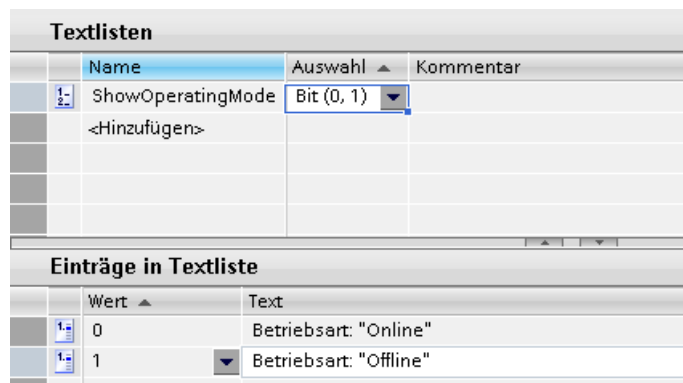 Textlisten
Name Auswahl Kommentar
ShowOperatingMode Bit (0, 1)
<Hinzufügen>
Einträge in Textliste
Wert Text
0 Betriebsart: "Online"
1 Betriebsart: "Offline"